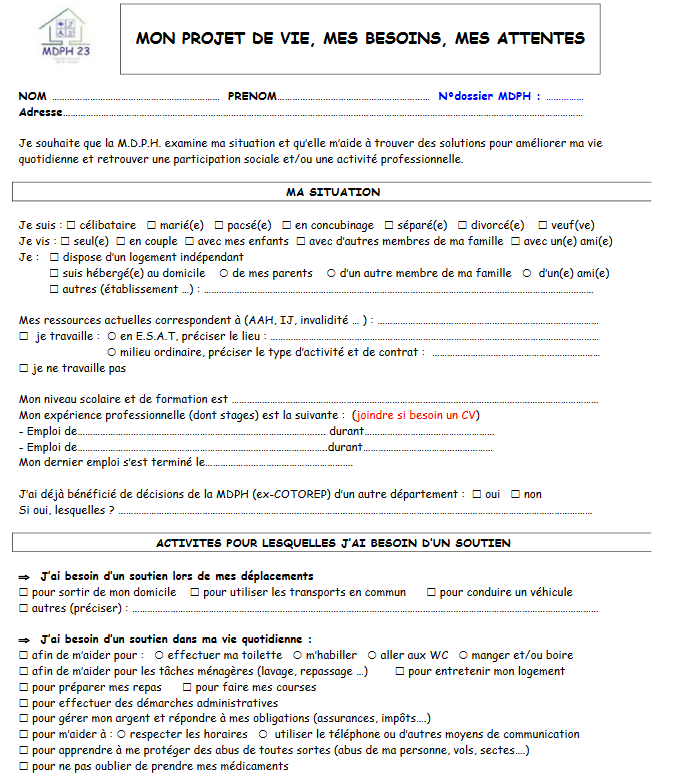 MDPH 23
MON PROJET DE VIE, MES BESOINS, MES ATTENTES
NOM ……………………………………………………… PRENOM………………………………………………… N°dossier MDPH : ……………
Adresse……………………………………………………………………………………………………………………………………
Je souhaite que la M.D.P.H. examine ma situation et qu'elle m'aide à trouver des solutions pour améliorer ma vie
quotidienne et retrouver une participation sociale et/ou une activité professionnelle.
MA SITUATION
Je suis : □ célibataire □ marié(e) □ pacsé(e) □ en concubinage □ séparé(e) □ divorcé(e) □ veuf(ve)
Je vis : □ seul(e) □ en couple □ avec mes enfants □ avec d'autres membres de ma famille □ avec un(e) ami(e)
Je : □ dispose d'un logement indépendant
□ suis hébergé(e) au domicile ○ de mes parents ○ d'un autre membre de ma famille ○ d'un(e) ami(e)
□ autres (établissement …) : ……………………………………………………………………………………
Mes ressources actuelles correspondent à (AAH, IJ, invalidité … ) : ………………………………………………
□ je travaille : ○ en E.S.A.T, préciser le lieu : ………………………………………………………………………
○ milieu ordinaire, préciser le type d'activité et de contrat : ……………………………………
□ je ne travaille pas
Mon niveau scolaire et de formation est ………………………………………………………………………………
Mon expérience professionnelle (dont stages) est la suivante : (joindre si besoin un CV)
- Emploi de……………………………………………………… durant……………………………
- Emploi de………………………………………………………durant……………………………
Mon dernier emploi s'est terminé le………………………………………
J'ai déjà bénéficié de décisions de la MDPH (ex-COTOREP) d'un autre département : □ oui □ non
Si oui, lesquelles ? ……………………………………………………………………………………………………
ACTIVITES POUR LESQUELLES J'AI BESOIN D'UN SOUTIEN
⇒ J'ai besoin d'un soutien lors de mes déplacements
□ pour sortir de mon domicile □ pour utiliser les transports en commun □ pour conduire un véhicule
□ autres (préciser) : ……………………………………………………………………………………………………
⇒ J'ai besoin d'un soutien dans ma vie quotidienne :
□ afin de m'aider pour : ○ effectuer ma toilette ○ m'habiller ○ aller aux WC ○ manger et/ou boire
□ afin de m'aider pour les tâches ménagères (lavage, repassage …) □ pour entretenir mon logement
□ pour préparer mes repas □ pour faire mes courses
□ pour effectuer des démarches administratives
□ pour gérer mon argent et répondre à mes obligations (assurances, impôts….)
□ pour m'aider à : ○ respecter les horaires ○ utiliser le téléphone ou d'autres moyens de communication
□ pour apprendre à me protéger des abus de toutes sortes (abus de ma personne, vols, sectes….)
□ pour ne pas oublier de prendre mes médicaments